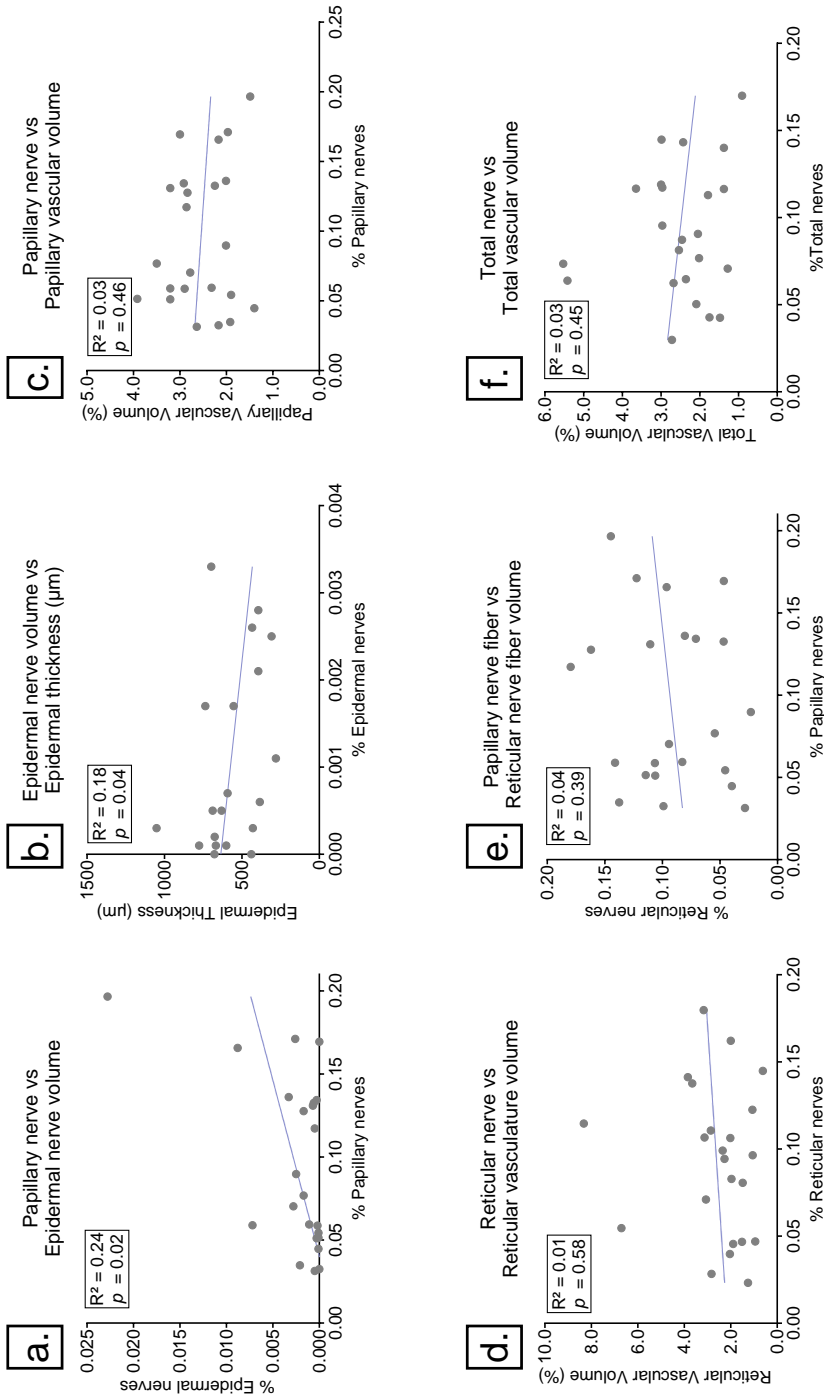 a.
Papillary nerve vs
Epidermal nerve volume
R² = 0.24
p = 0.02
% Epidermal nerves
0.025
0.020
0.015
0.010
0.005
0.000
0.00
0.05
0.10
0.15
0.20
% Papillary nerves
b.
Epidermal nerve volume vs
Epidermal thickness (µm)
R² = 0.18
p = 0.04
Epidermal Thickness (µm)
1500
1000
500
0
0.000
0.001
0.002
0.003
0.004
% Epidermal nerves
c.
Papillary nerve vs
Papillary vascular volume
R² = 0.03
p = 0.46
Papillary Vascular Volume (%)
5.0
4.0
3.0
2.0
1.0
0.0
0.00
0.05
0.10
0.15
0.20
0.25
% Papillary nerves
d.
Reticular nerve vs
Reticular vasculature volume
R² = 0.01
p = 0.58
Reticular Vascular Volume (%)
10.0
8.0
6.0
4.0
2.0
0.0
0.00
0.05
0.10
0.15
0.20
% Reticular nerves
e.
Papillary nerve fiber vs
Reticular nerve fiber volume
R² = 0.04
p = 0.39
% Reticular nerves
0.20
0.15
0.10
0.05
0.00
0.00
0.05
0.10
0.15
0.20
% Papillary nerves
f.
Total nerve vs
Total vascular volume
R² = 0.03
p = 0.45
Total Vascular Volume (%)
6.0
5.0
4.0
3.0
2.0
1.0
0.0
0.00
0.05
0.10
0.15
0.20
%Total nerves